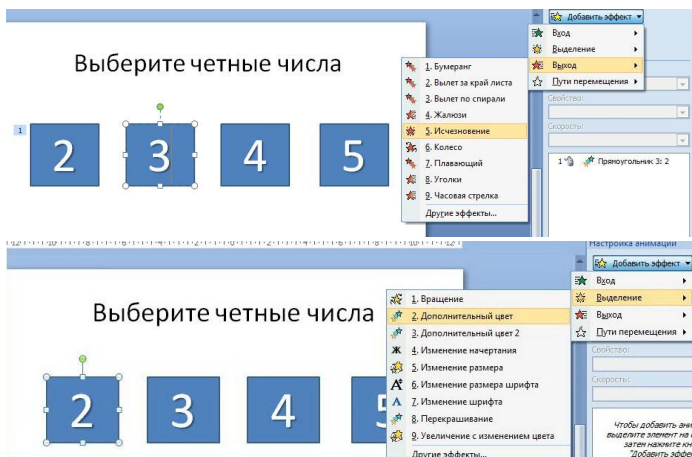 Добавить эффект
Вход
Выделение
Выход
Пути перемещения
Свойство:
Скорость:
Выберите четные числа
1. Бумеранг
2. Вылет за край листа
3. Вылет по спирали
4. Жалюзи
5. Исчезновение
6. Колесо
7. Плавающий
8. Уголки
9. Часовая стрелка
Другие эффекты...
1
2 3 4 5
1 Прямоугольник 3: 2
Настройка анимации
Добавить эффект
Вход
Выделение
Выход
Пути перемещения
Свойство:
Скорость:
Выберите четные числа
1. Вращение
2. Дополнительный цвет
3. Дополнительный цвет 2
4. Изменение начертания
5. Изменение размера
6. Изменение размера шрифта
7. Изменение шрифта
8. Перекрашивание
9. Увеличение с изменением цвета
Другие эффекты...
2 3 4 5
Чтобы добавить
выделите элемент на
затем нажмите
"Добавить